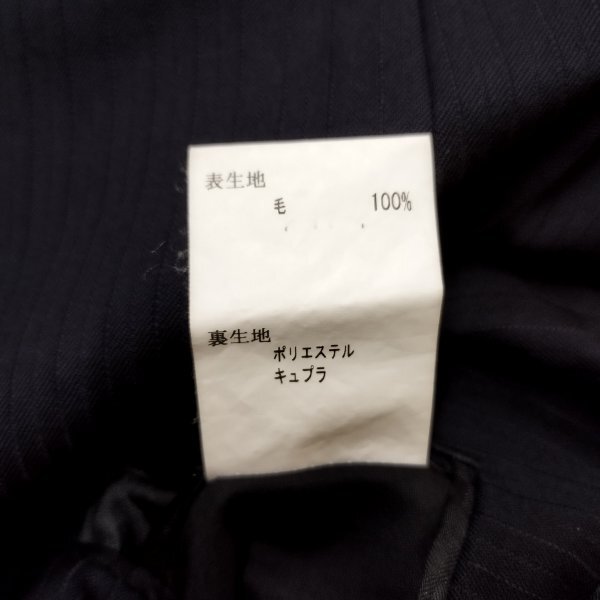 表生地
毛 100%
裏生地
ポリエステル
キュプラ